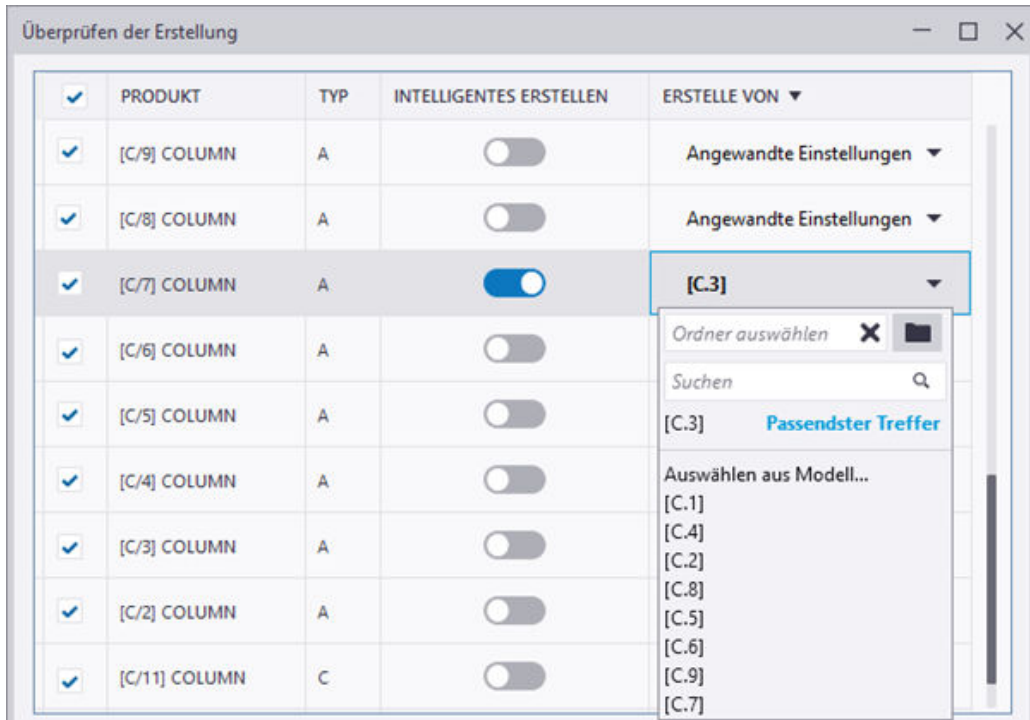 Überprüfen der Erstellung
PRODUKT TYP INTELLIGENTES ERSTELLEN ERSTELLE VON
[C/9] COLUMN A Angewandte Einstellungen
[C/8] COLUMN A Angewandte Einstellungen
[C/7] COLUMN A [C.3]
Ordner auswählen
[C/6] COLUMN A
Suchen
[C/5] COLUMN A
[C.3] Passendster Treffer
[C/4] COLUMN A
Auswählen aus Modell...
[C.1]
[C.4]
[C/3] COLUMN A
[C.2]
[C.8]
[C/2] COLUMN A
[C.5]
[C.6]
[C/11] COLUMN C
[C.9]
[C.7]